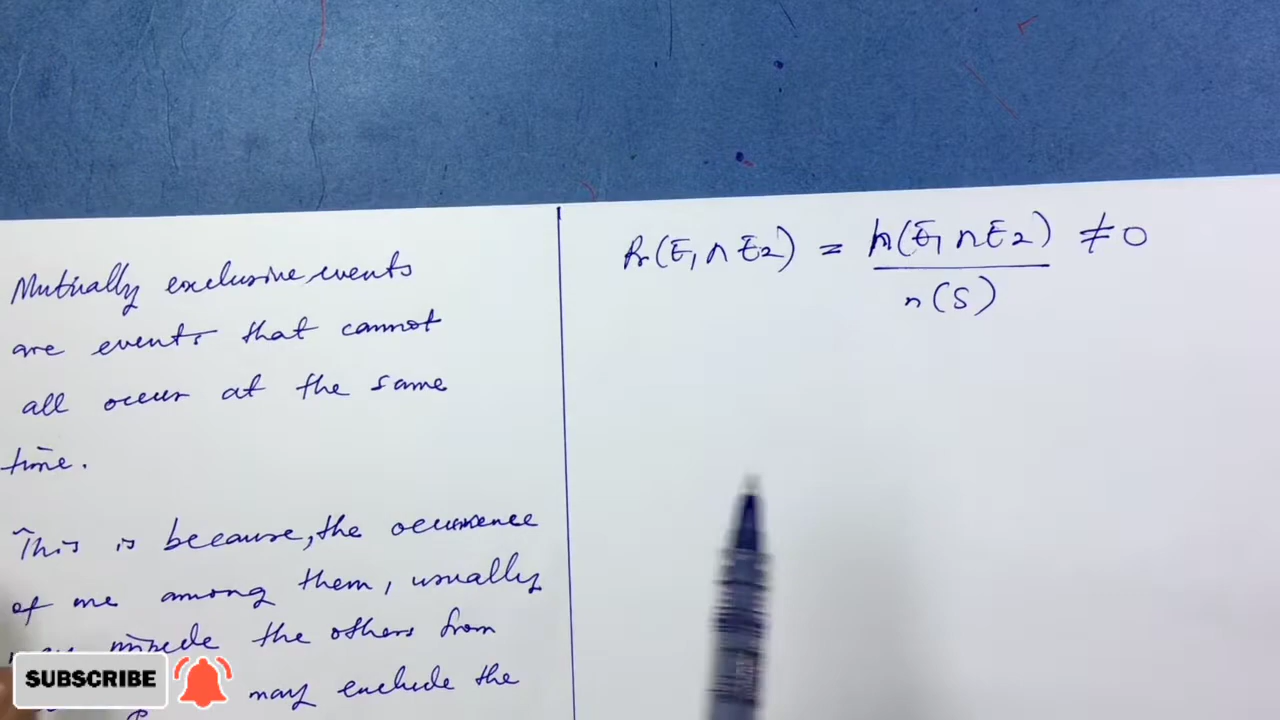 Mutually exclusive events
are events that cannot
all occur at the same
time.
This is because, the occurrence
of one among them, usually
the others from
may exclude the
Pr(E₁ ∩ E₂) = n(E₁ ∩ E₂) / n(S) ≠ 0
SUBSCRIBE